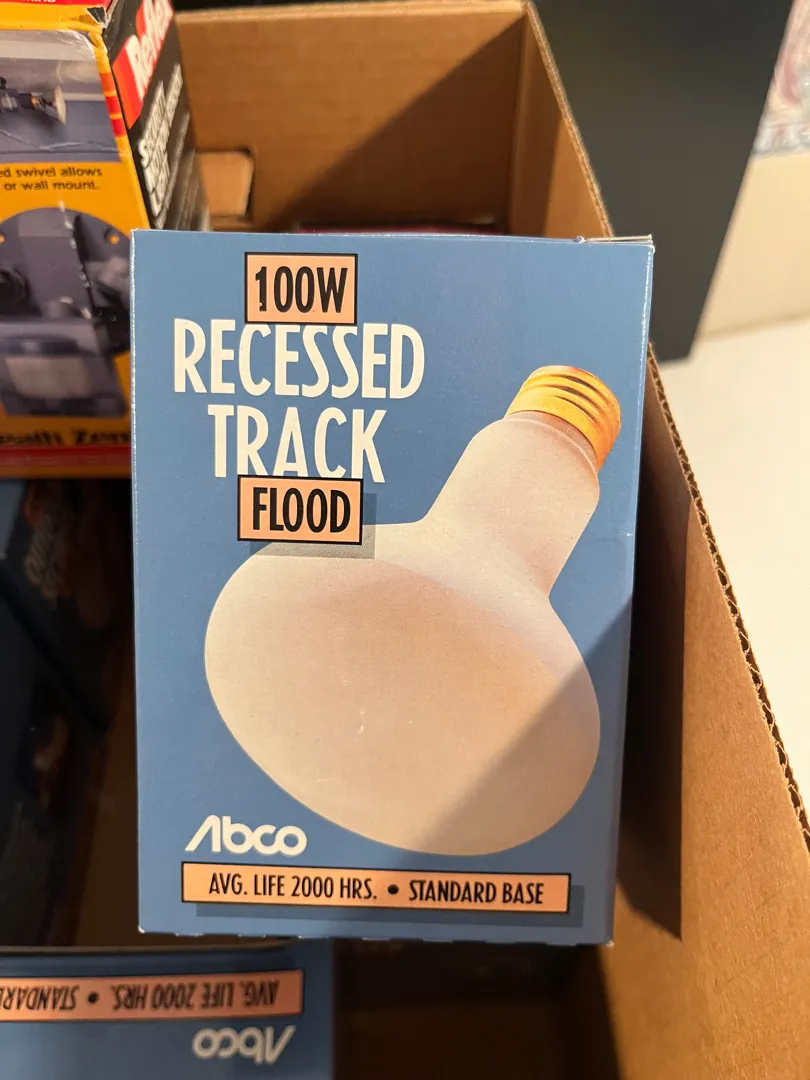 ed swivel allows
or wall mount.
100W
RECESSED
TRACK
FLOOD
Abco
AVG. LIFE 2000 HRS. • STANDARD BASE
AVG. LIFE 2000 HRS. •
Abco